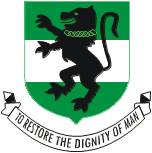 TO RESTORE THE DIGNITY OF MAN